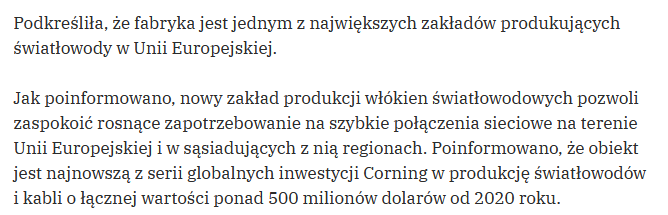 Podkreśliła, że fabryka jest jednym z największych zakładów produkujących
światłowody w Unii Europejskiej.
Jak poinformowano, nowy zakład produkcji włókien światłowodowych pozwoli
zaspokoić rosnące zapotrzebowanie na szybkie połączenia sieciowe na terenie
Unii Europejskiej i w sąsiadujących z nią regionach. Poinformowano, że obiekt
jest najnowszą z serii globalnych inwestycji Corning w produkcję światłowodów
i kabli o łącznej wartości ponad 500 milionów dolarów od 2020 roku.